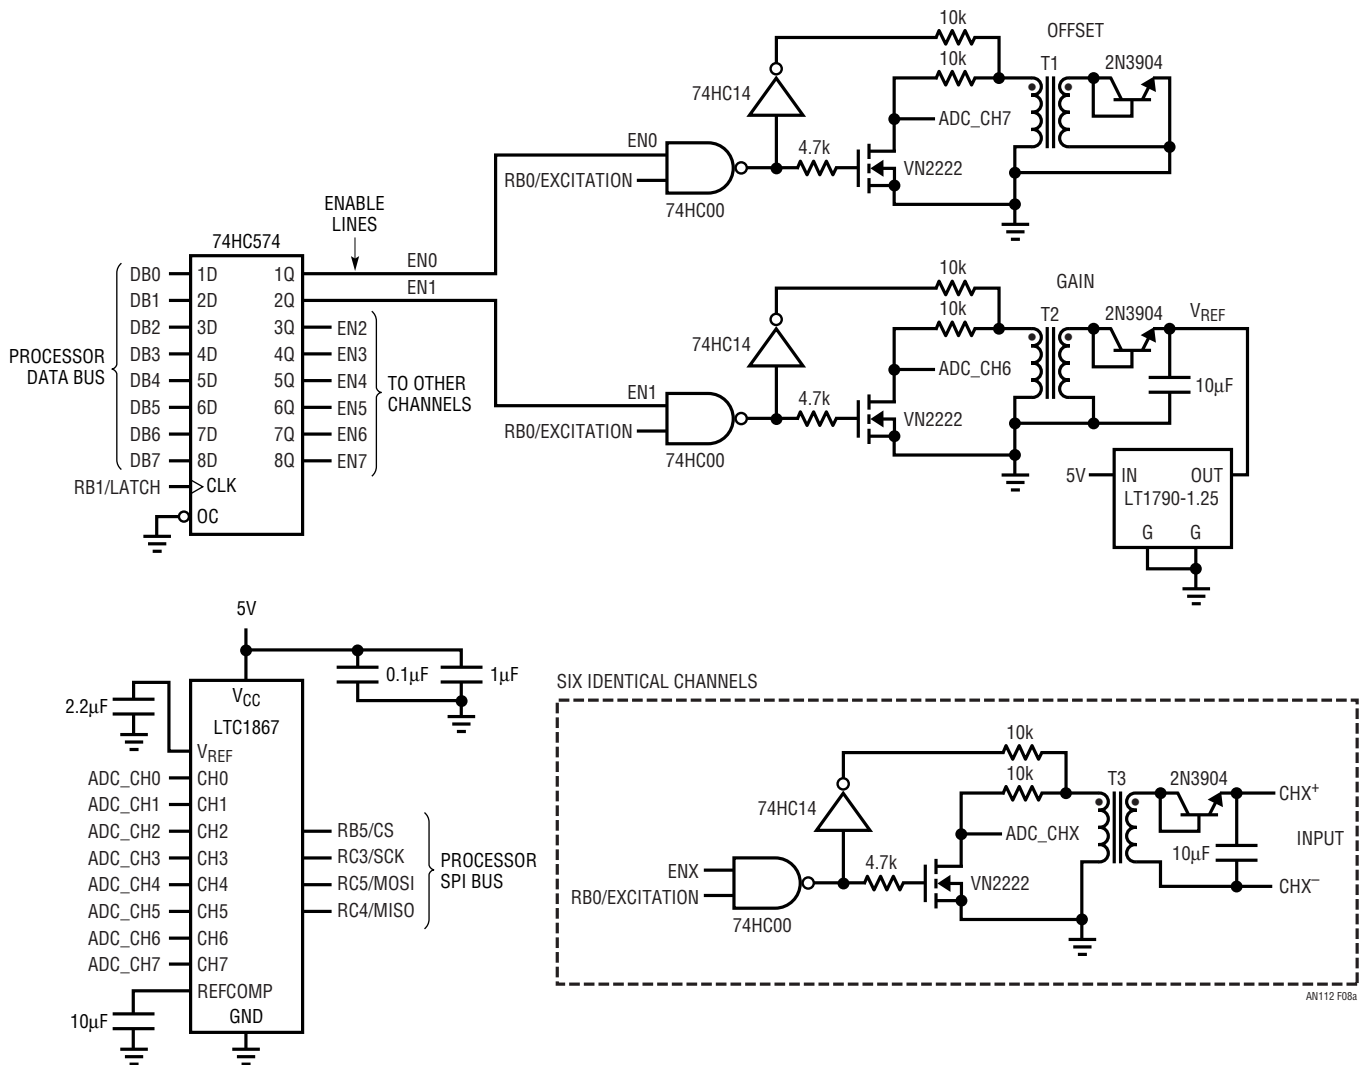 10k
OFFSET
10k
T1
2N3904
74HC14
ADC_CH7
EN0
4.7k
VN2222
RB0/EXCITATION
74HC00
ENABLE
LINES
74HC574
EN0
EN1
DB0
DB1
DB2
DB3
DB4
DB5
DB6
DB7
PROCESSOR
DATA BUS
RB1/LATCH
1D
2D
3D
4D
5D
6D
7D
8D
CLK
OC
1Q
2Q
3Q
4Q
5Q
6Q
7Q
8Q
EN2
EN3
EN4
EN5
EN6
EN7
TO OTHER
CHANNELS
10k
GAIN
10k
T2
2N3904
VREF
74HC14
ADC_CH6
10µF
EN1
4.7k
VN2222
RB0/EXCITATION
74HC00
5V
IN
OUT
LT1790-1.25
G
G
5V
0.1µF
1µF
2.2µF
VCC
LTC1867
VREF
ADC_CH0
ADC_CH1
ADC_CH2
ADC_CH3
ADC_CH4
ADC_CH5
ADC_CH6
ADC_CH7
CH0
CH1
CH2
CH3
CH4
CH5
CH6
CH7
REFCOMP
GND
10µF
RB5/CS
RC3/SCK
RC5/MOSI
RC4/MISO
PROCESSOR
SPI BUS
SIX IDENTICAL CHANNELS
10k
10k
T3
2N3904
CHX+
74HC14
ADC_CHX
INPUT
10µF
ENX
4.7k
VN2222
CHX–
RB0/EXCITATION
74HC00
AN112 F08a